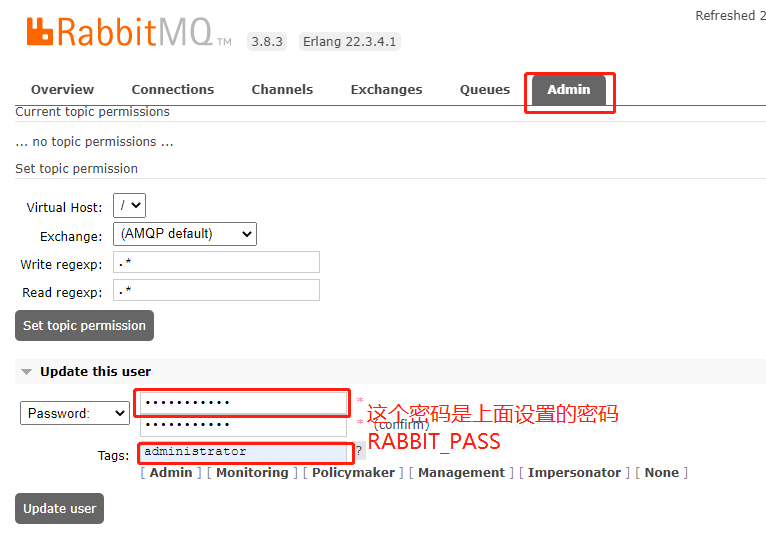 Refreshed 2
RabbitMQ TM 3.8.3 Erlang 22.3.4.1
Overview Connections Channels Exchanges Queues Admin
Current topic permissions
... no topic permissions ...
Set topic permission
Virtual Host: /
Exchange: (AMQP default)
Write regexp: .*
Read regexp: .*
Set topic permission
Update this user
Password: ••••••••••• *
这个密码是上面设置的密码
••••••••••• * (confirm)
RABBIT_PASS
Tags: administrator ?
[ Admin ] [ Monitoring ] [ Policymaker ] [ Management ] [ Impersonator ] [ None ]
Update user